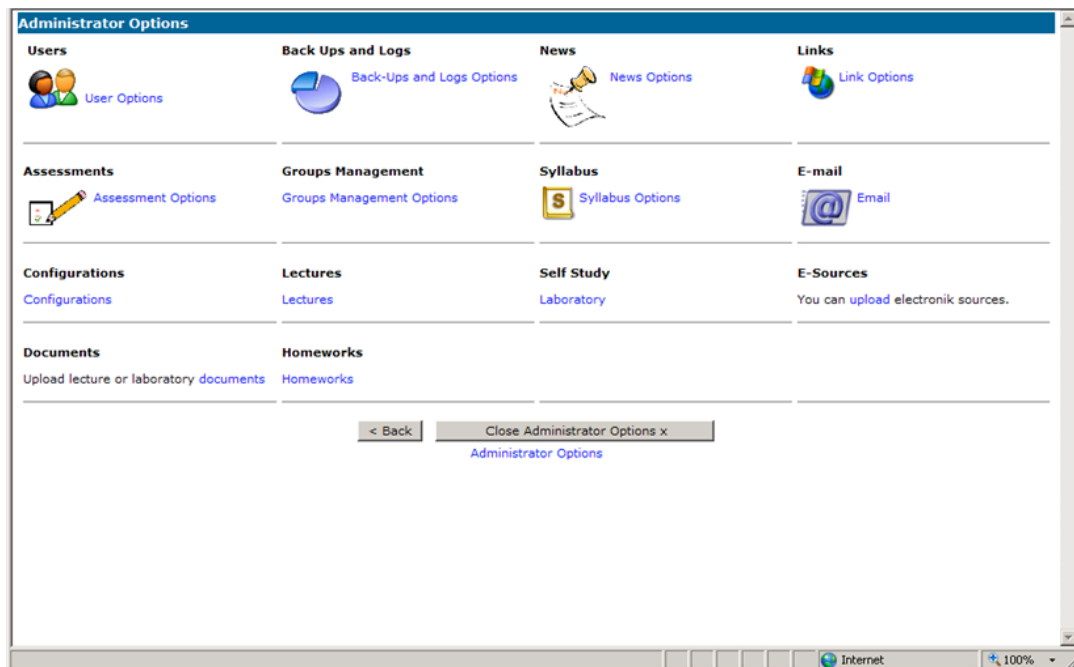 Administrator Options
Users
Back Ups and Logs
News
Links
User Options
Back-Ups and Logs Options
News Options
Link Options
Assessments
Groups Management
Syllabus
E-mail
Assessment Options
Groups Management Options
S
Syllabus Options
@
Email
Configurations
Lectures
Self Study
E-Sources
Configurations
Lectures
Laboratory
You can upload electronik sources.
Documents
Homeworks
Upload lecture or laboratory documents
Homeworks
< Back
Close Administrator Options x
Administrator Options
Internet
100%